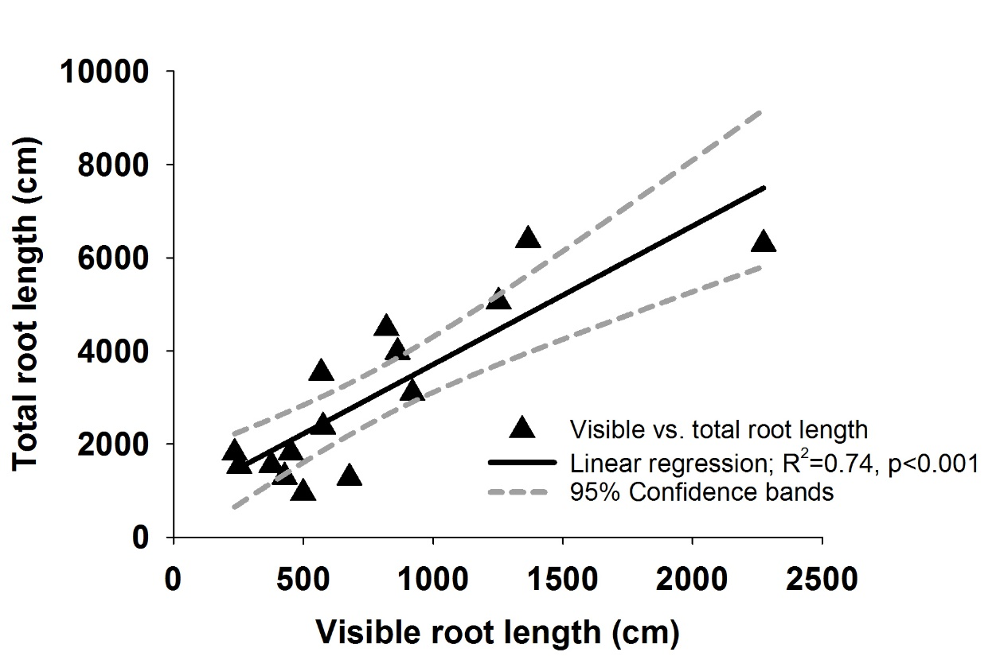 10000
8000
6000
4000
2000
0
Total root length (cm)
Visible vs. total root length
Linear regression; R²=0.74, p<0.001
95% Confidence bands
0 500 1000 1500 2000 2500
Visible root length (cm)